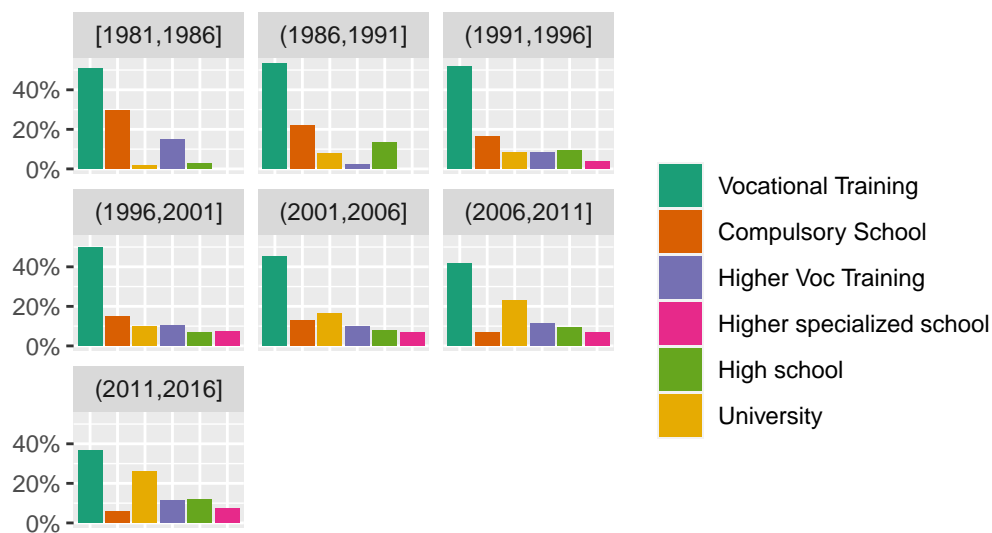 [1981,1986]
(1986,1991]
(1991,1996]
40%
20%
0%
(1996,2001]
(2001,2006]
(2006,2011]
40%
20%
0%
(2011,2016]
40%
20%
0%
Vocational Training
Compulsory School
Higher Voc Training
Higher specialized school
High school
University